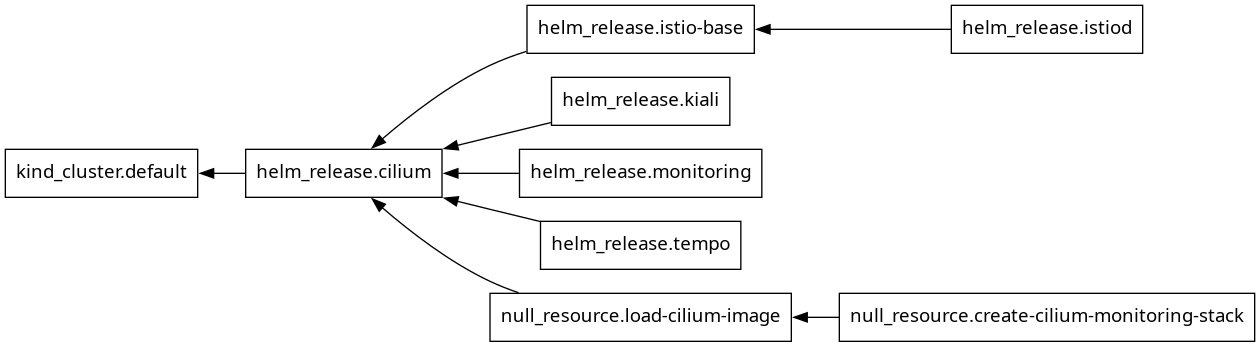 helm_release.istio-base
helm_release.istiod
helm_release.kiali
kind_cluster.default
helm_release.cilium
helm_release.monitoring
helm_release.tempo
null_resource.load-cilium-image
null_resource.create-cilium-monitoring-stack